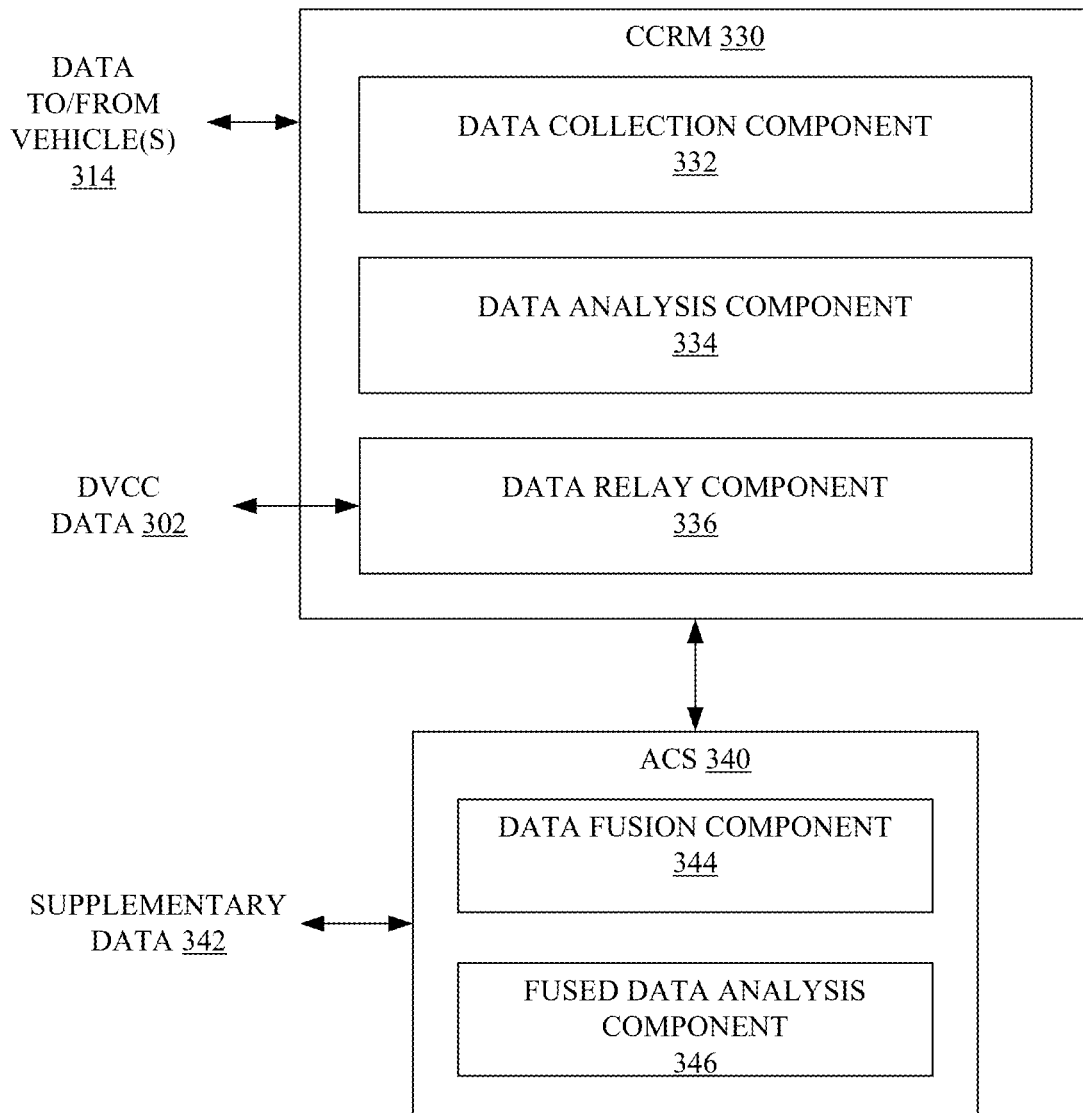 CCRM 330
DATA
TO/FROM
VEHICLE(S)
314
DATA COLLECTION COMPONENT
332
DATA ANALYSIS COMPONENT
334
DVCC
DATA 302
DATA RELAY COMPONENT
336
ACS 340
DATA FUSION COMPONENT
344
SUPPLEMENTARY
DATA 342
FUSED DATA ANALYSIS
COMPONENT
346